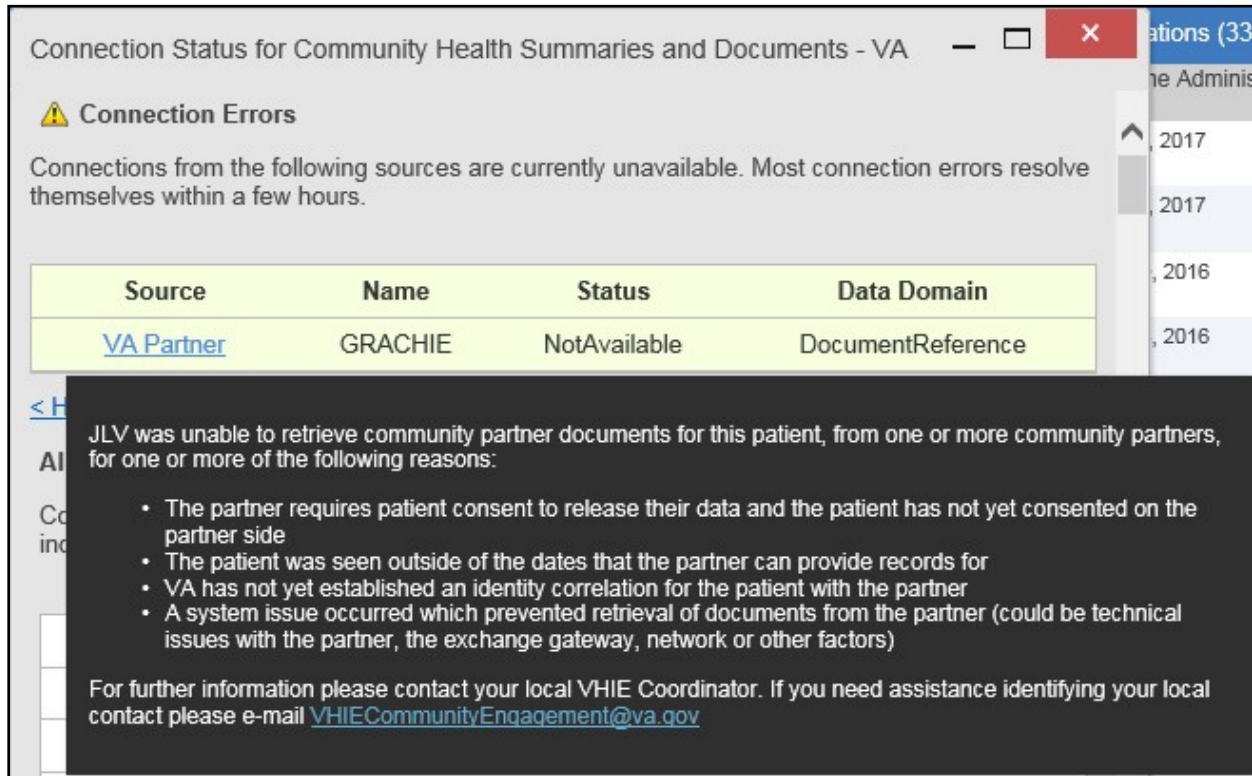 Connection Status for Community Health Summaries and Documents - VA
ations (33
Connection Errors
Connections from the following sources are currently unavailable. Most connection errors resolve
themselves within a few hours.
, 2017
, 2017
, 2016
, 2016
Source Name Status Data Domain
VA Partner GRACHIE NotAvailable DocumentReference
< H
JLV was unable to retrieve community partner documents for this patient, from one or more community partners,
for one or more of the following reasons:
• The partner requires patient consent to release their data and the patient has not yet consented on the
partner side
• The patient was seen outside of the dates that the partner can provide records for
• VA has not yet established an identity correlation for the patient with the partner
• A system issue occurred which prevented retrieval of documents from the partner (could be technical
issues with the partner, the exchange gateway, network or other factors)
For further information please contact your local VHIE Coordinator. If you need assistance identifying your local
contact please e-mail VHIECommunityEngagement@va.gov